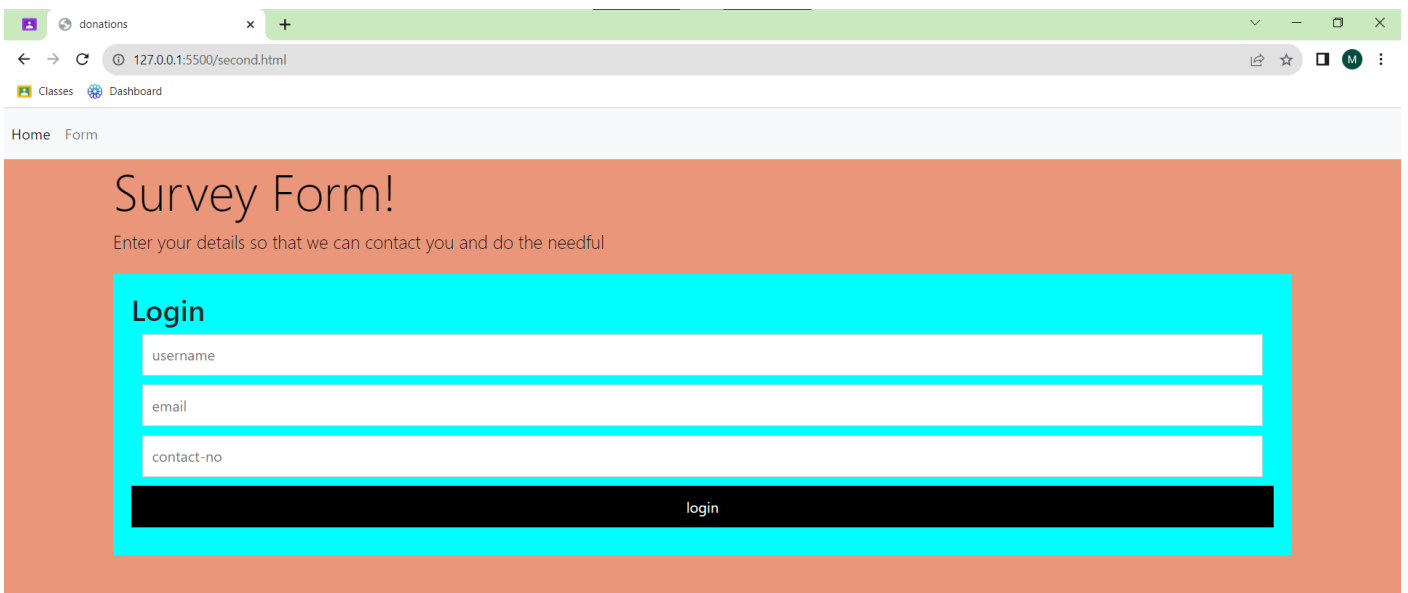 donations
127.0.0.1:5500/second.html
M
Classes Dashboard
Home Form
Survey Form!
Enter your details so that we can contact you and do the needful
Login
username
email
contact-no
login